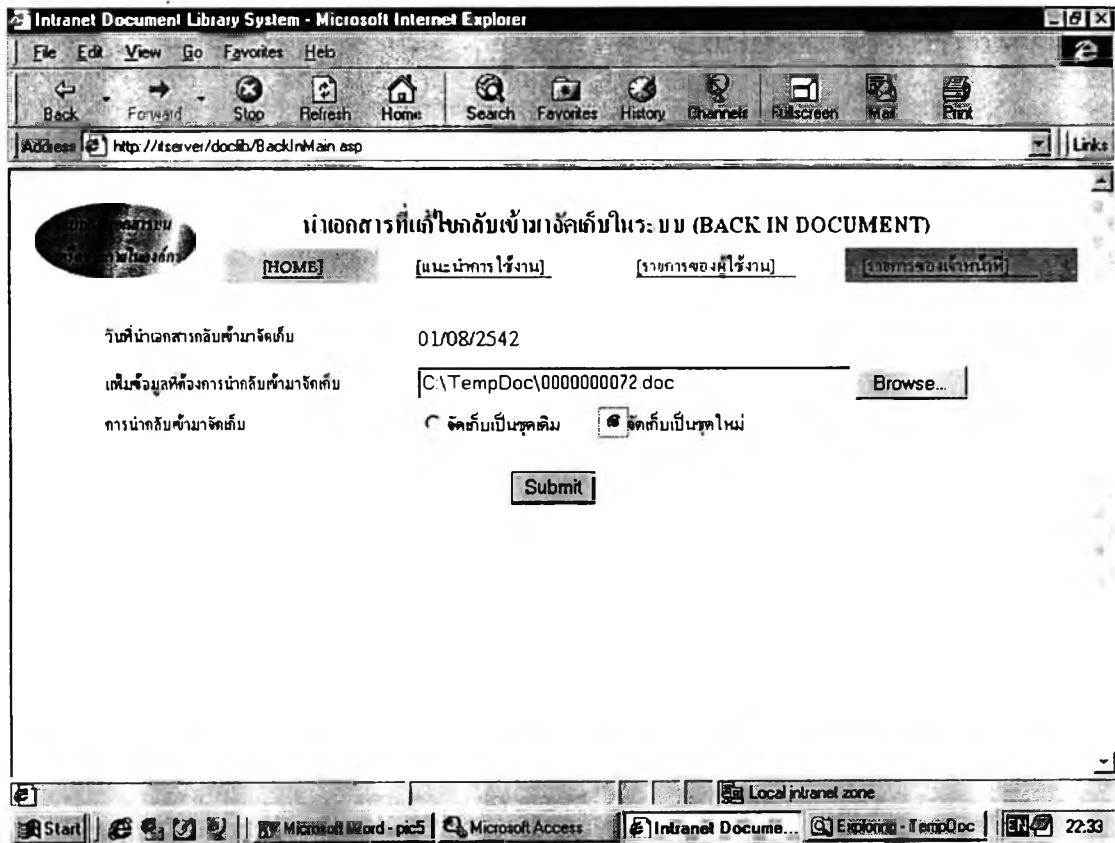 Intranet Document Library System - Microsoft Internet Explorer
File Edit View Go Favorites Help
Back Forward Stop Refresh Home Search Favorites History Channels Fullscreen Mail Print
Address http://itserver/doclib/BackInMain.asp Links
นำเอกสารที่แก้ไขกลับเข้ามาจัดเก็บในระบบ (BACK IN DOCUMENT)
[HOME] [แนะนำการใช้งาน] [รายการของผู้ใช้งาน] [รายการของเจ้าหน้าที่]
วันที่นำเอกสารกลับเข้ามาจัดเก็บ 01/08/2542
แฟ้มข้อมูลที่ต้องการนำกลับเข้ามาจัดเก็บ C:\TempDoc\0000000072.doc Browse...
การนำกลับเข้ามาจัดเก็บ จัดเก็บเป็นชุดเดิม จัดเก็บเป็นชุดใหม่
Submit
Local intranet zone
Start Microsoft Word - pic5 Microsoft Access Intranet Docume... Exploring - TempDoc EN 22:33